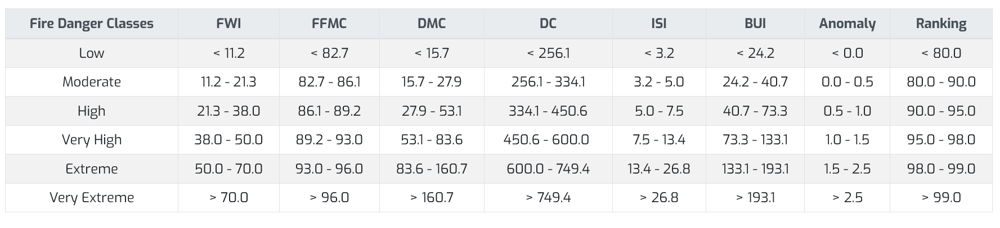 Fire Danger Classes FWI FFMC DMC DC ISI BUI Anomaly Ranking
Low < 11.2 < 82.7 < 15.7 < 256.1 < 3.2 < 24.2 < 0.0 < 80.0
Moderate 11.2 - 21.3 82.7 - 86.1 15.7 - 27.9 256.1 - 334.1 3.2 - 5.0 24.2 - 40.7 0.0 - 0.5 80.0 - 90.0
High 21.3 - 38.0 86.1 - 89.2 27.9 - 53.1 334.1 - 450.6 5.0 - 7.5 40.7 - 73.3 0.5 - 1.0 90.0 - 95.0
Very High 38.0 - 50.0 89.2 - 93.0 53.1 - 83.6 450.6 - 600.0 7.5 - 13.4 73.3 - 133.1 1.0 - 1.5 95.0 - 98.0
Extreme 50.0 - 70.0 93.0 - 96.0 83.6 - 160.7 600.0 - 749.4 13.4 - 26.8 133.1 - 193.1 1.5 - 2.5 98.0 - 99.0
Very Extreme > 70.0 > 96.0 > 160.7 > 749.4 > 26.8 > 193.1 > 2.5 > 99.0